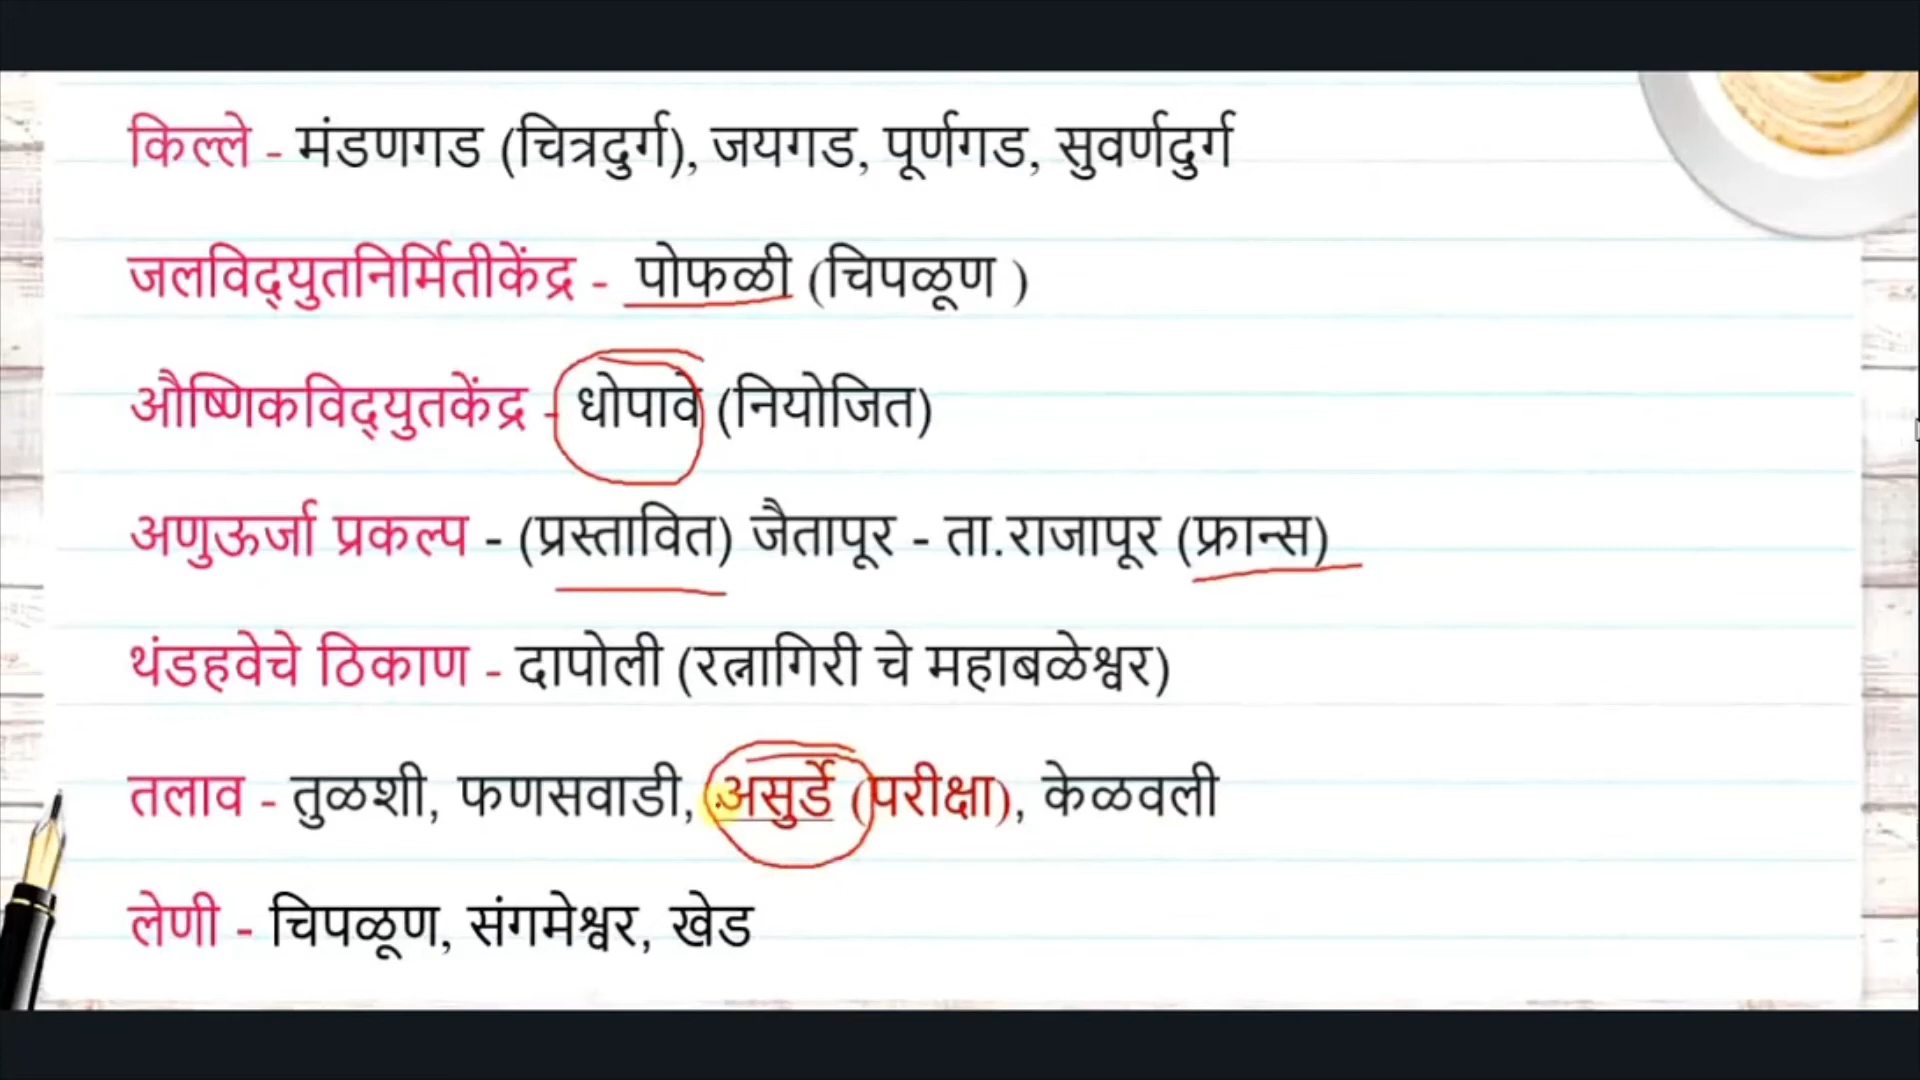 किल्ले - मंडणगड (चित्रदुर्ग), जयगड, पूर्णगड, सुवर्णदुर्ग
जलविद्‌युतनिर्मितीकेंद्र - पोफळी (चिपळूण )
औष्णिकविद्‌युतकेंद्र - धोपावे (नियोजित)
अणुऊर्जा प्रकल्प - (प्रस्तावित) जैतापूर - ता.राजापूर (फ्रान्स)
थंडहवेचे ठिकाण - दापोली (रत्नागिरी चे महाबळेश्वर)
तलाव - तुळशी, फणसवाडी, असुर्डे (परीक्षा), केळवली
लेणी - चिपळूण, संगमेश्वर, खेड